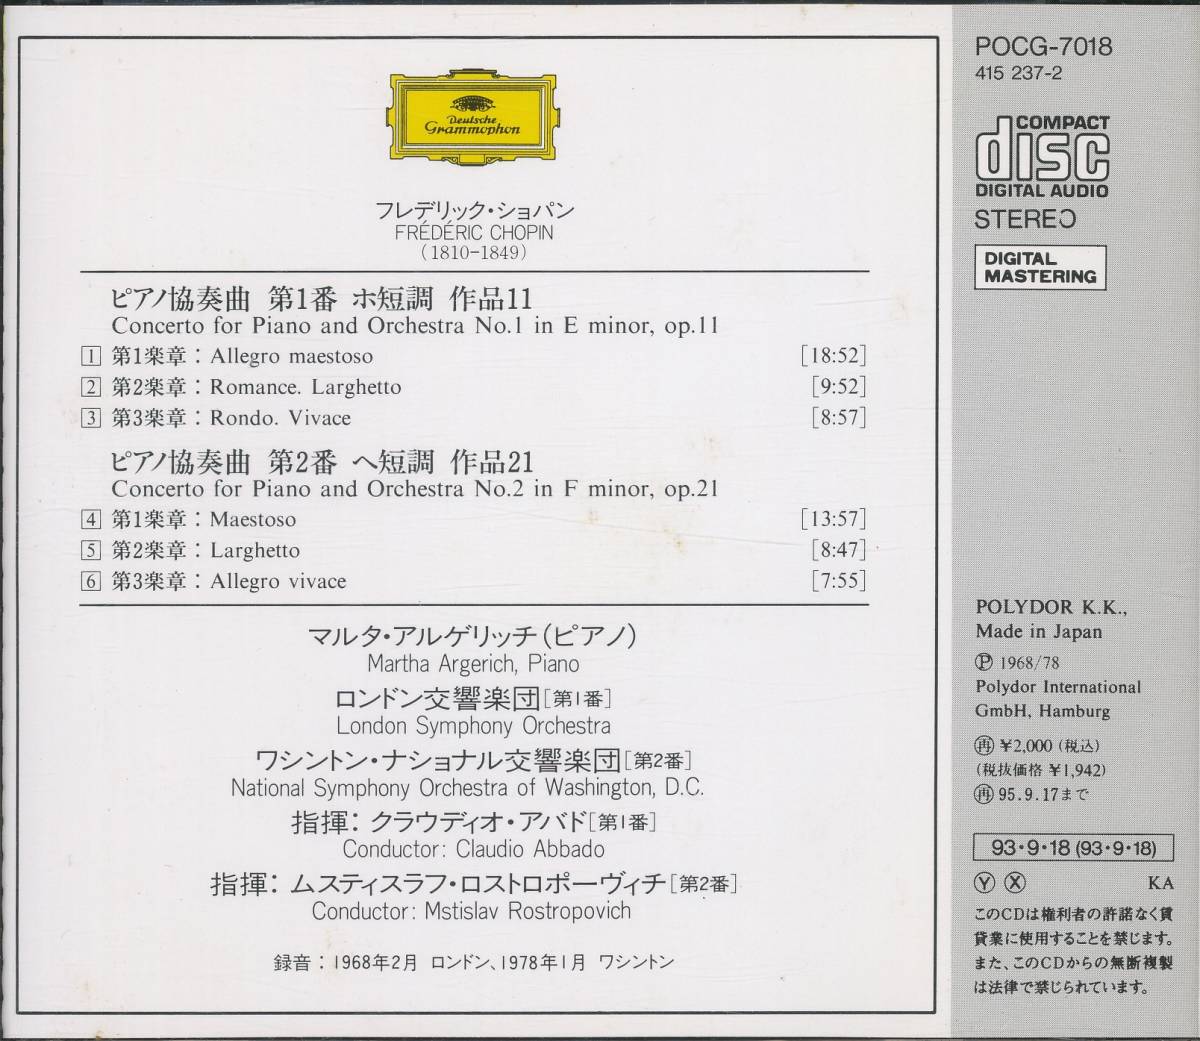 Deutsche
Grammophon
フレデリック・ショパン
FRÉDÉRIC CHOPIN
(1810-1849)
ピアノ協奏曲 第1番 ホ短調 作品11
Concerto for Piano and Orchestra No.1 in E minor, op.11
1 第1楽章：Allegro maestoso [18:52]
2 第2楽章：Romance. Larghetto [9:52]
3 第3楽章：Rondo. Vivace [8:57]
ピアノ協奏曲 第2番 ヘ短調 作品21
Concerto for Piano and Orchestra No.2 in F minor, op.21
4 第1楽章：Maestoso [13:57]
5 第2楽章：Larghetto [8:47]
6 第3楽章：Allegro vivace [7:55]
マルタ・アルゲリッチ(ピアノ)
Martha Argerich, Piano
ロンドン交響楽団[第1番]
London Symphony Orchestra
ワシントン・ナショナル交響楽団[第2番]
National Symphony Orchestra of Washington, D.C.
指揮：クラウディオ・アバド[第1番]
Conductor: Claudio Abbado
指揮：ムスティスラフ・ロストロポーヴィチ[第2番]
Conductor: Mstislav Rostropovich
録音：1968年2月 ロンドン、1978年1月 ワシントン
POCG-7018
415 237-2
COMPACT
disc
DIGITAL AUDIO
STEREO
DIGITAL
MASTERING
POLYDOR K.K.,
Made in Japan
Ⓟ 1968/78
Polydor International
GmbH, Hamburg
再 ¥2,000 (税込)
(税抜価格 ¥1,942)
再 95.9.17まで
93・9・18 (93・9・18)
Ⓨ Ⓧ KA
このCDは権利者の許諾なく賃
貸業に使用することを禁じます。
また、このCDからの無断複製
は法律で禁じられています。